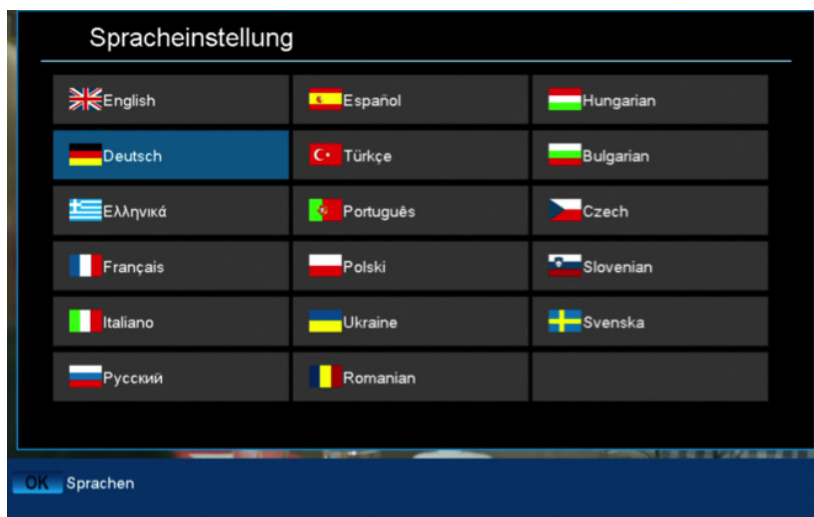 Spracheinstellung
English
Español
Hungarian
Deutsch
Türkçe
Bulgarian
Ελληνικά
Português
Czech
Français
Polski
Slovenian
Italiano
Ukraine
Svenska
Русский
Romanian
OK Sprachen